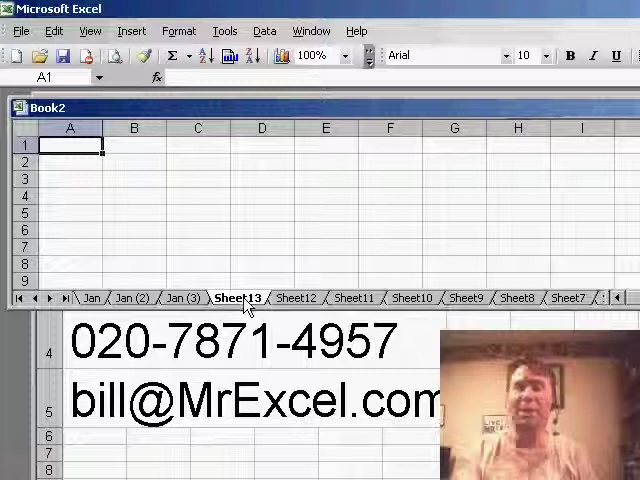 Microsoft Excel
File Edit View Insert Format Tools Data Window Help
Σ 100% Arial 10 B I U
A1 fx
Book2
A B C D E F G H I
1
2
3
4
5
6
7
8
9
Jan Jan (2) Jan (3) Sheet13 Sheet12 Sheet11 Sheet10 Sheet9 Sheet8 Sheet7
4 020-7871-4957
5 bill@MrExcel.com
6
7
8